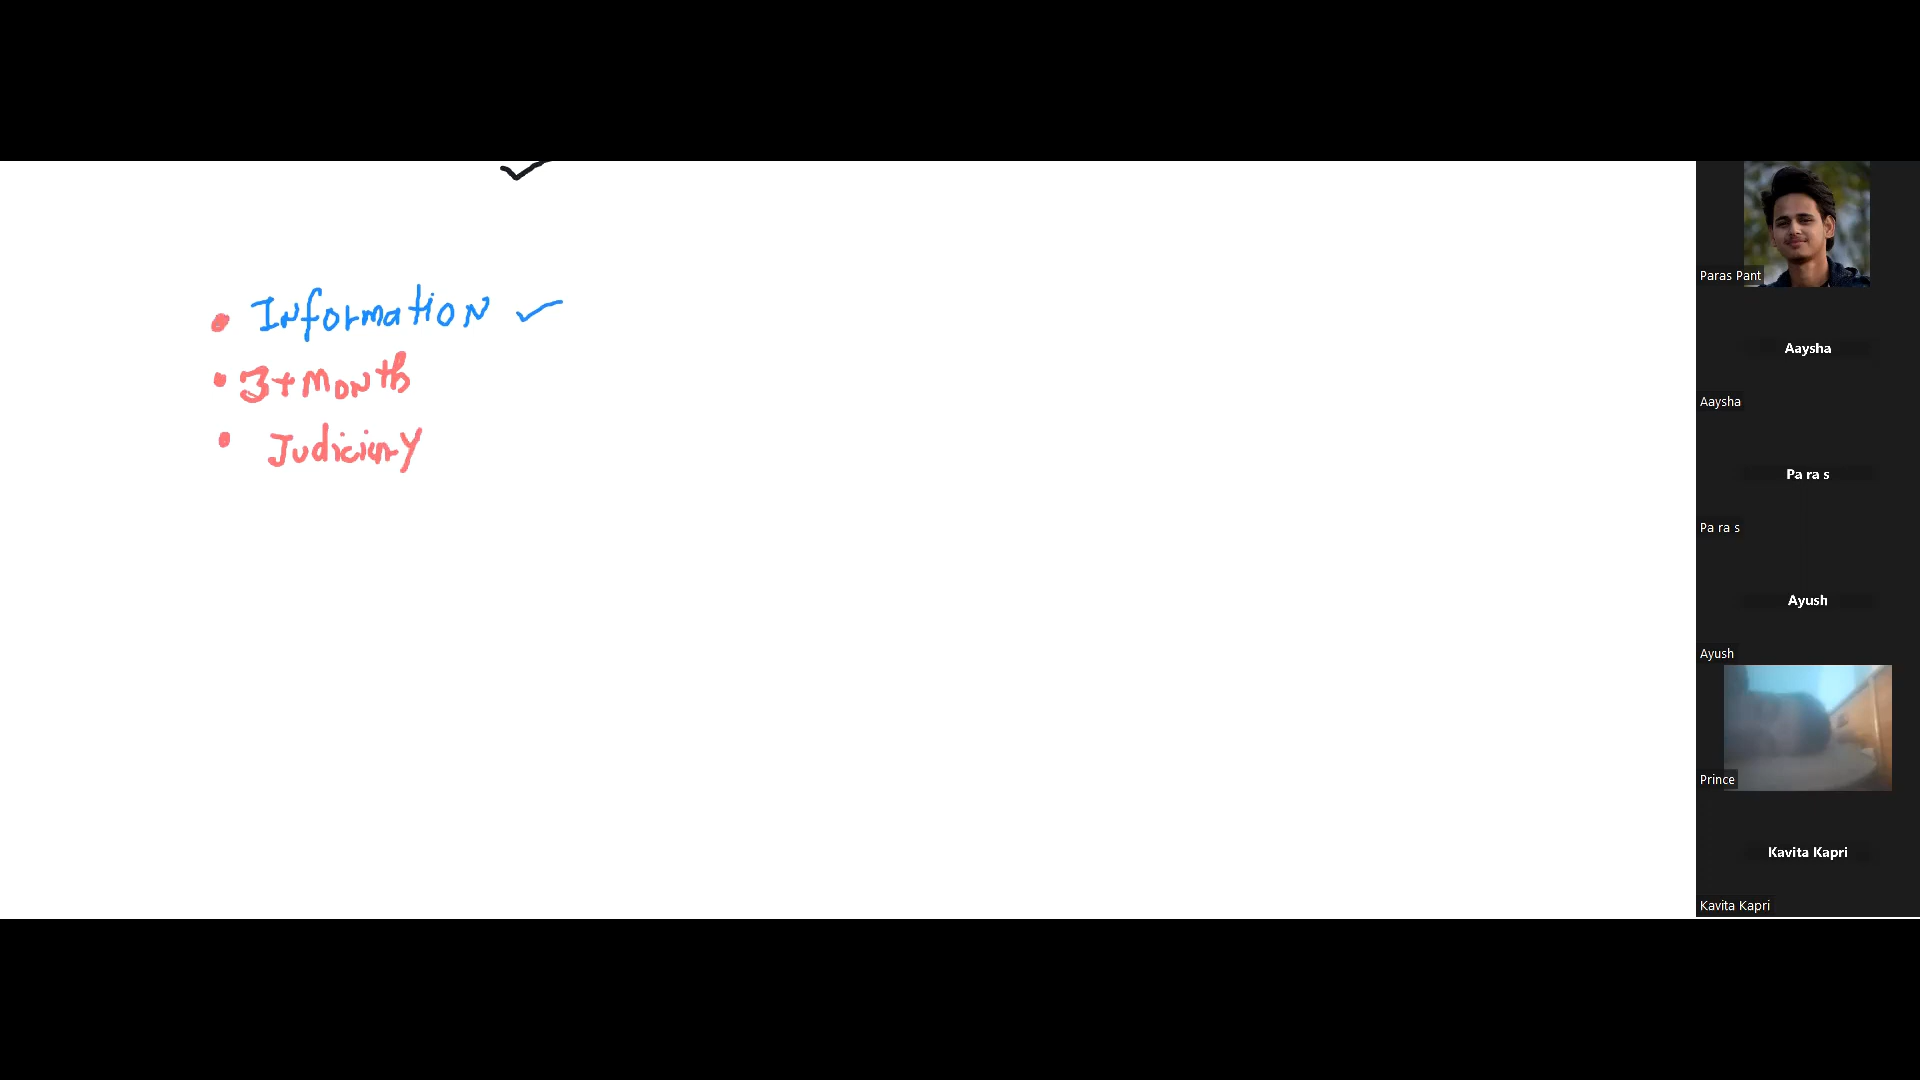 Information
3+Month
Judiciary
Paras Pant
Aaysha
Aaysha
Pa ra s
Pa ra s
Ayush
Ayush
Prince
Kavita Kapri
Kavita Kapri